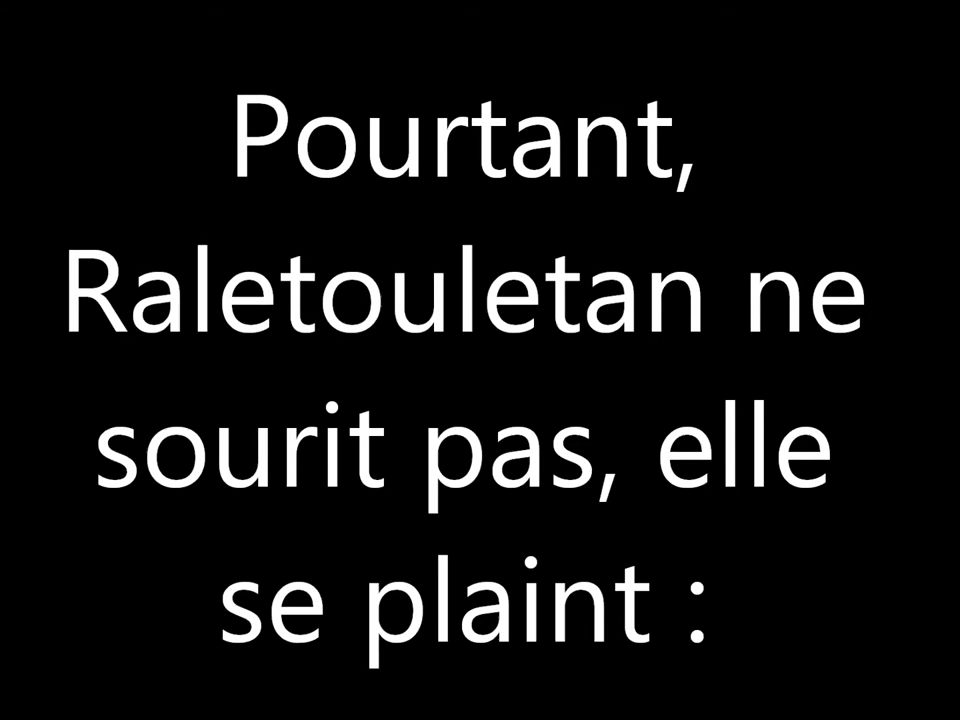 Pourtant,
Raletouletan ne
sourit pas, elle
se plaint :